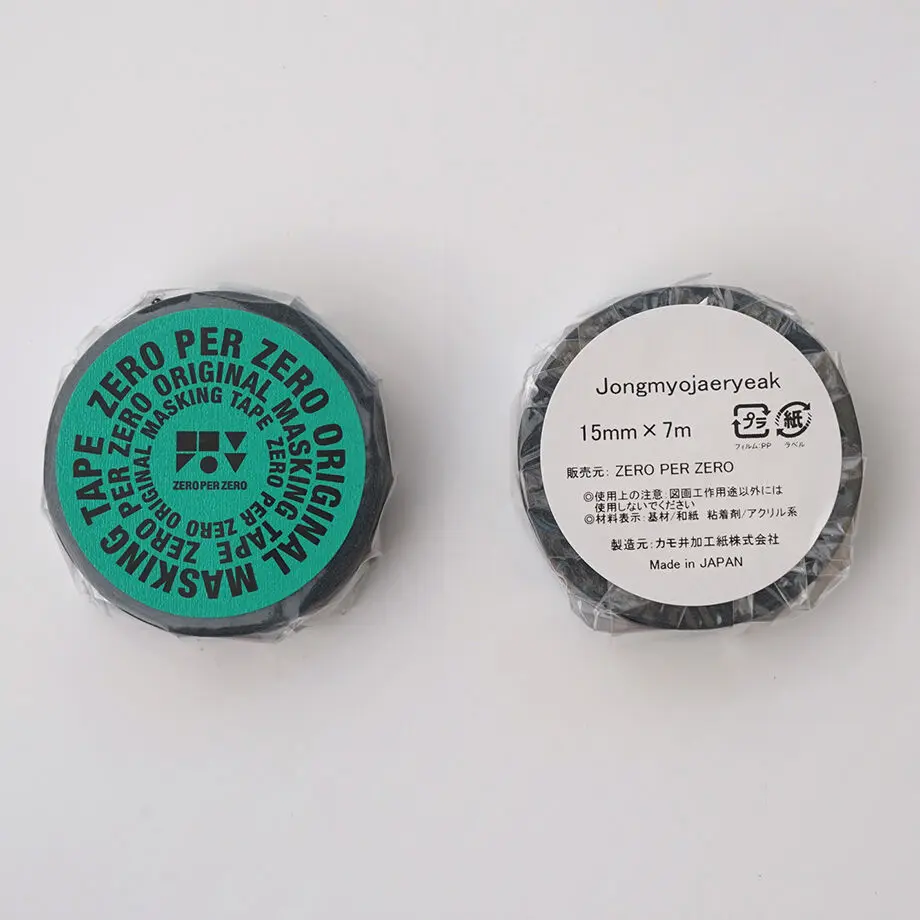 ZERO PER ZERO ORIGINAL MASKING TAPE
ZERO PER ZERO ORIGINAL MASKING TAPE
ZERO PER ZERO ORIGINAL MASKING TAPE
ZERO PER ZERO
Jongmyojaeryeak
15mm × 7m
プラ
紙
フィルム:PP
ラベル
販売元: ZERO PER ZERO
◎使用上の注意:図画工作用途以外には
使用しないでください
◎材料表示:基材/和紙 粘着剤/アクリル系
製造元:カモ井加工紙株式会社
Made in JAPAN